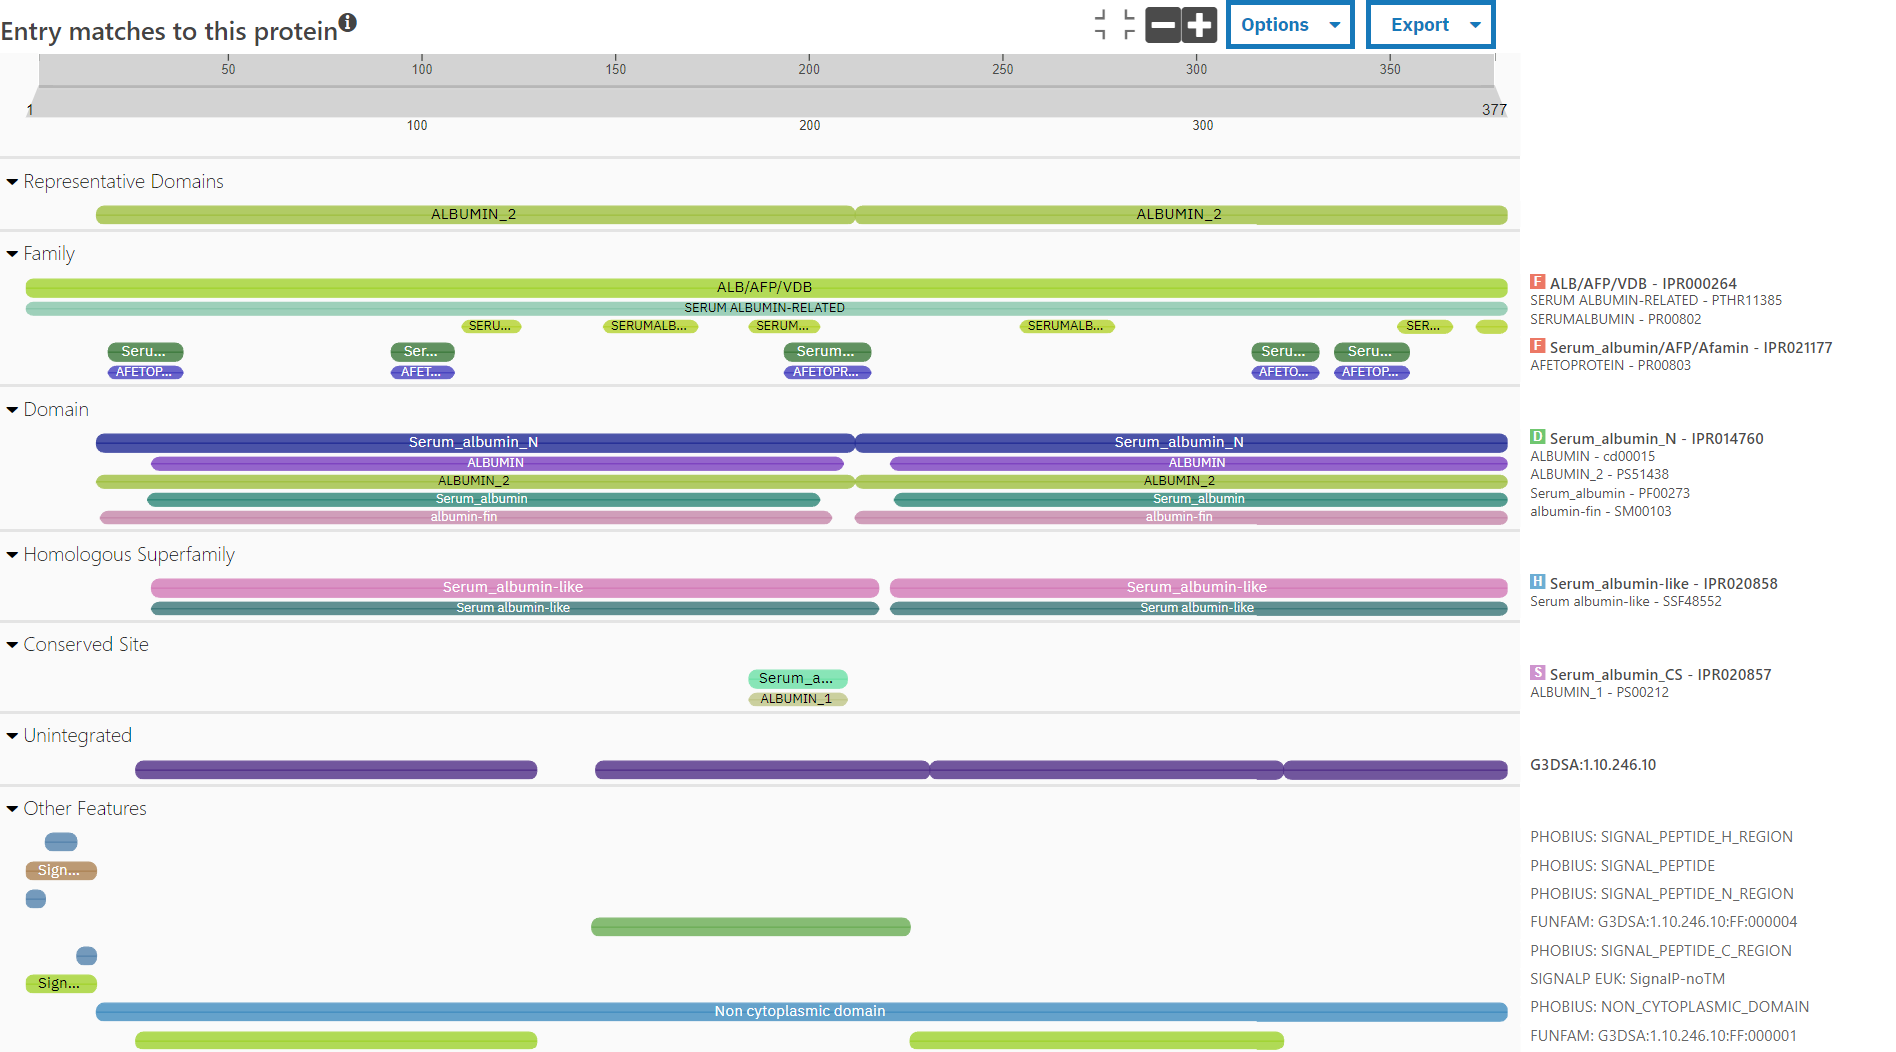 Entry matches to this protein
Options
Export
50 100 150 200 250 300 350
1 377
100 200 300
Representative Domains
ALBUMIN_2 ALBUMIN_2
Family
ALB/AFP/VDB
F ALB/AFP/VDB - IPR000264
SERUM ALBUMIN-RELATED
SERUM ALBUMIN-RELATED - PTHR11385
SERU... SERUMALB... SERUM... SERUMALB... SER...
SERUMALBUMIN - PR00802
Seru... Ser... Serum... Seru... Seru...
F Serum_albumin/AFP/Afamin - IPR021177
AFETOP... AFET... AFETOPR... AFETO... AFETOP...
AFETOPROTEIN - PR00803
Domain
Serum_albumin_N Serum_albumin_N
D Serum_albumin_N - IPR014760
ALBUMIN ALBUMIN
ALBUMIN - cd00015
ALBUMIN_2 ALBUMIN_2
ALBUMIN_2 - PS51438
Serum_albumin Serum_albumin
Serum_albumin - PF00273
albumin-fin albumin-fin
albumin-fin - SM00103
Homologous Superfamily
Serum_albumin-like Serum_albumin-like
H Serum_albumin-like - IPR020858
Serum albumin-like Serum albumin-like
Serum albumin-like - SSF48552
Conserved Site
Serum_a...
S Serum_albumin_CS - IPR020857
ALBUMIN_1
ALBUMIN_1 - PS00212
Unintegrated
G3DSA:1.10.246.10
Other Features
PHOBIUS: SIGNAL_PEPTIDE_H_REGION
Sign...
PHOBIUS: SIGNAL_PEPTIDE
PHOBIUS: SIGNAL_PEPTIDE_N_REGION
FUNFAM: G3DSA:1.10.246.10:FF:000004
PHOBIUS: SIGNAL_PEPTIDE_C_REGION
Sign...
SIGNALP EUK: SignalP-noTM
Non cytoplasmic domain
PHOBIUS: NON_CYTOPLASMIC_DOMAIN
FUNFAM: G3DSA:1.10.246.10:FF:000001